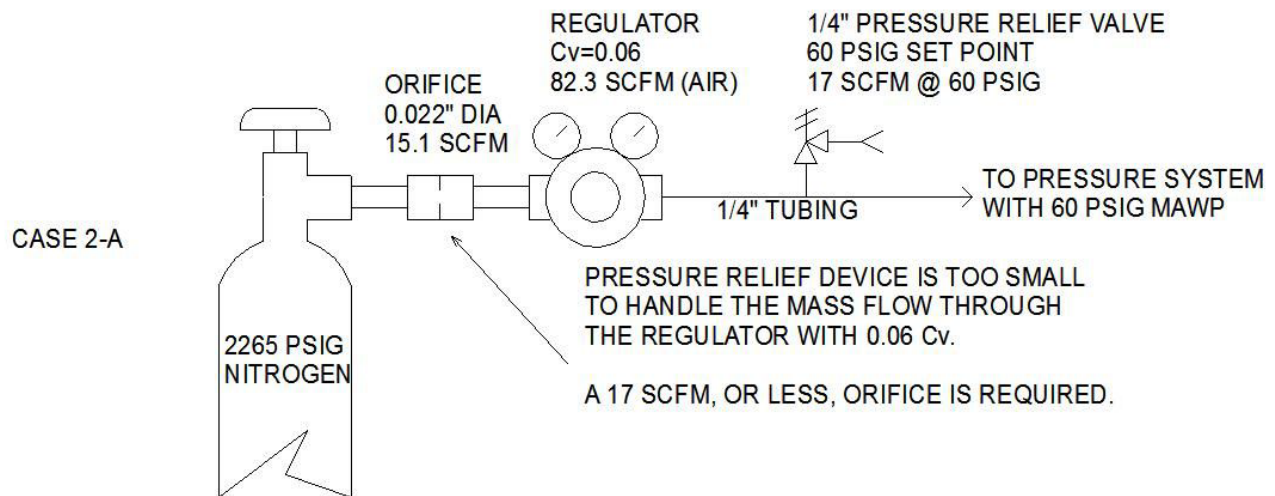 REGULATOR
Cv=0.06
82.3 SCFM (AIR)
1/4" PRESSURE RELIEF VALVE
60 PSIG SET POINT
17 SCFM @ 60 PSIG
ORIFICE
0.022" DIA
15.1 SCFM
TO PRESSURE SYSTEM
WITH 60 PSIG MAWP
1/4" TUBING
CASE 2-A
PRESSURE RELIEF DEVICE IS TOO SMALL
TO HANDLE THE MASS FLOW THROUGH
THE REGULATOR WITH 0.06 Cv.
A 17 SCFM, OR LESS, ORIFICE IS REQUIRED.
2265 PSIG
NITROGEN